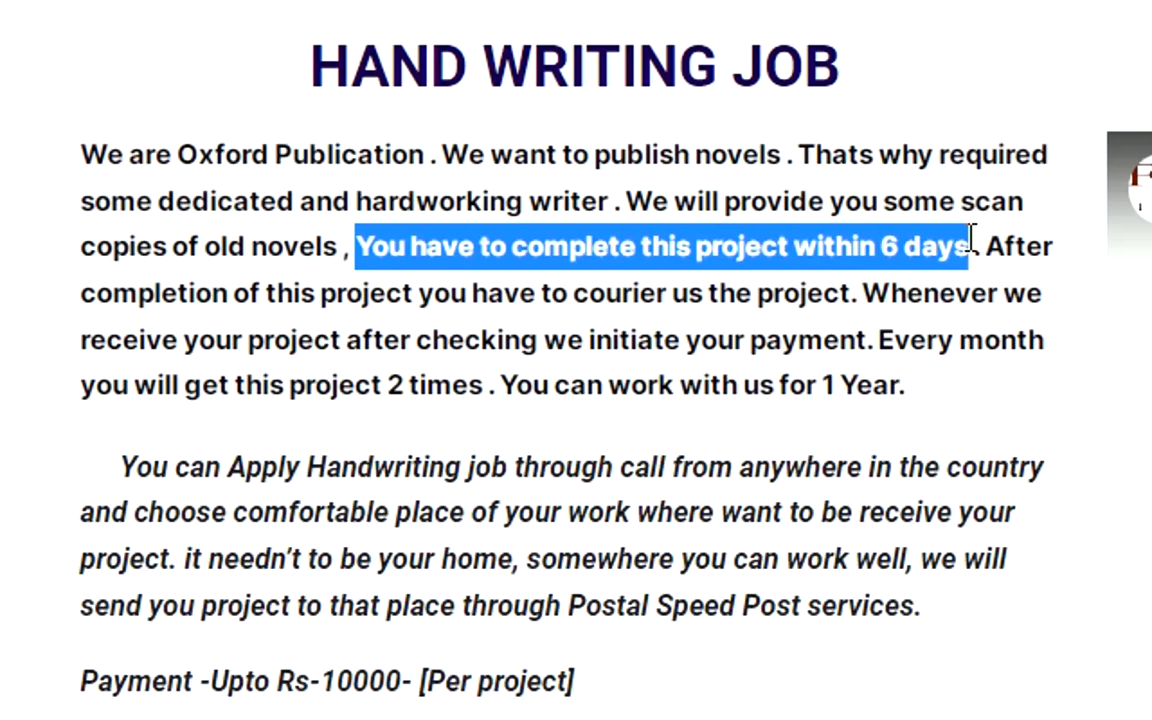 HAND WRITING JOB
We are Oxford Publication . We want to publish novels . Thats why required
some dedicated and hardworking writer . We will provide you some scan
copies of old novels , You have to complete this project within 6 days. After
completion of this project you have to courier us the project. Whenever we
receive your project after checking we initiate your payment. Every month
you will get this project 2 times . You can work with us for 1 Year.
You can Apply Handwriting job through call from anywhere in the country
and choose comfortable place of your work where want to be receive your
project. it needn't to be your home, somewhere you can work well, we will
send you project to that place through Postal Speed Post services.
Payment -Upto Rs-10000- [Per project]